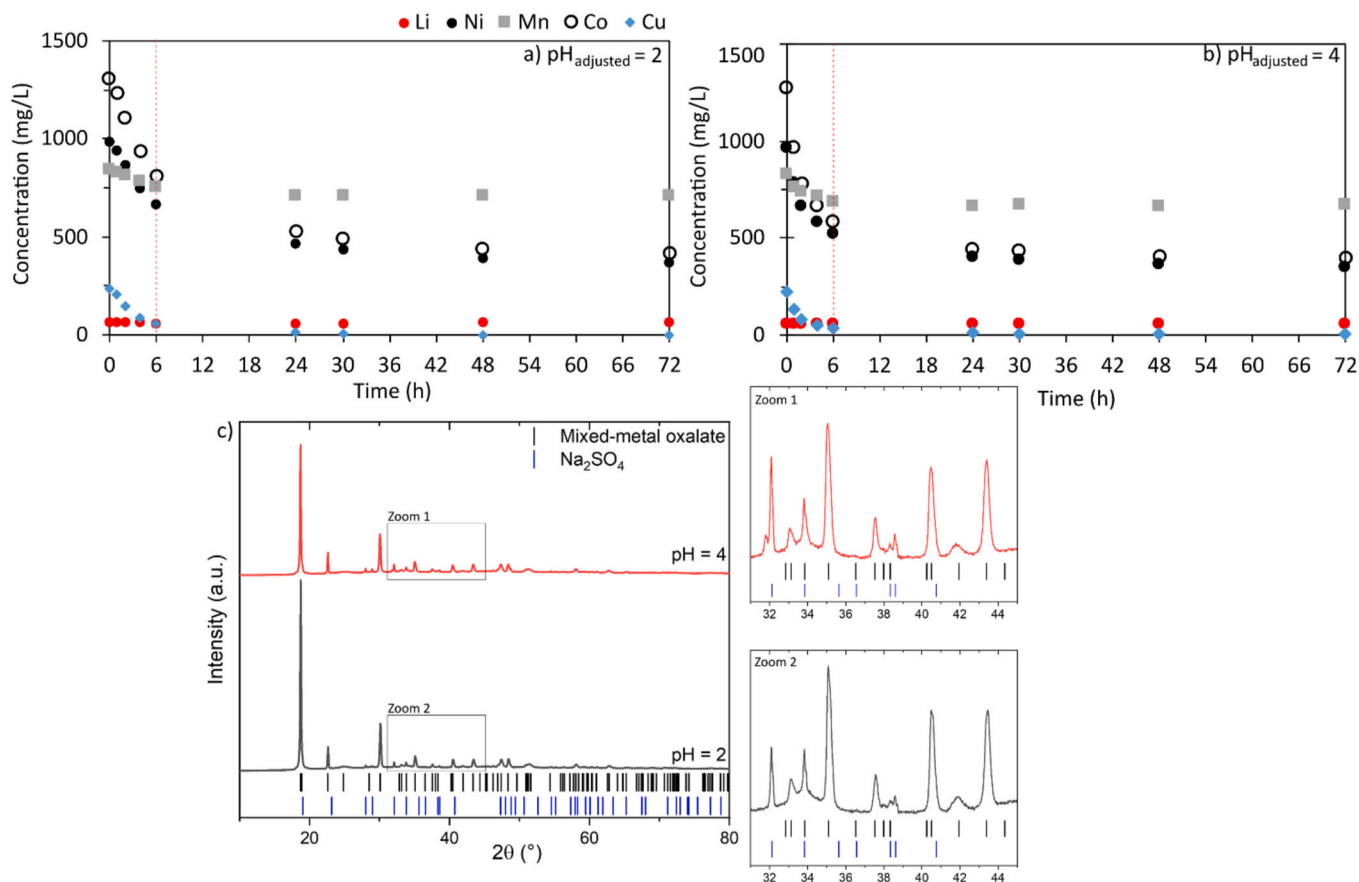 Li Ni Mn Co Cu
a) pHadjusted = 2
Concentration (mg/L)
1500
1000
500
0
0 6 12 18 24 30 36 42 48 54 60 66 72
Time (h)
b) pHadjusted = 4
Concentration (mg/L)
1500
1000
500
0
0 6 12 18 24 30 36 42 48 54 60 66 72
Time (h)
c)
Mixed-metal oxalate
Na₂SO₄
Zoom 1
pH = 4
Zoom 2
pH = 2
Intensity (a.u.)
20 40 60 80
2θ (°)
Zoom 1
32 34 36 38 40 42 44
Zoom 2
32 34 36 38 40 42 44